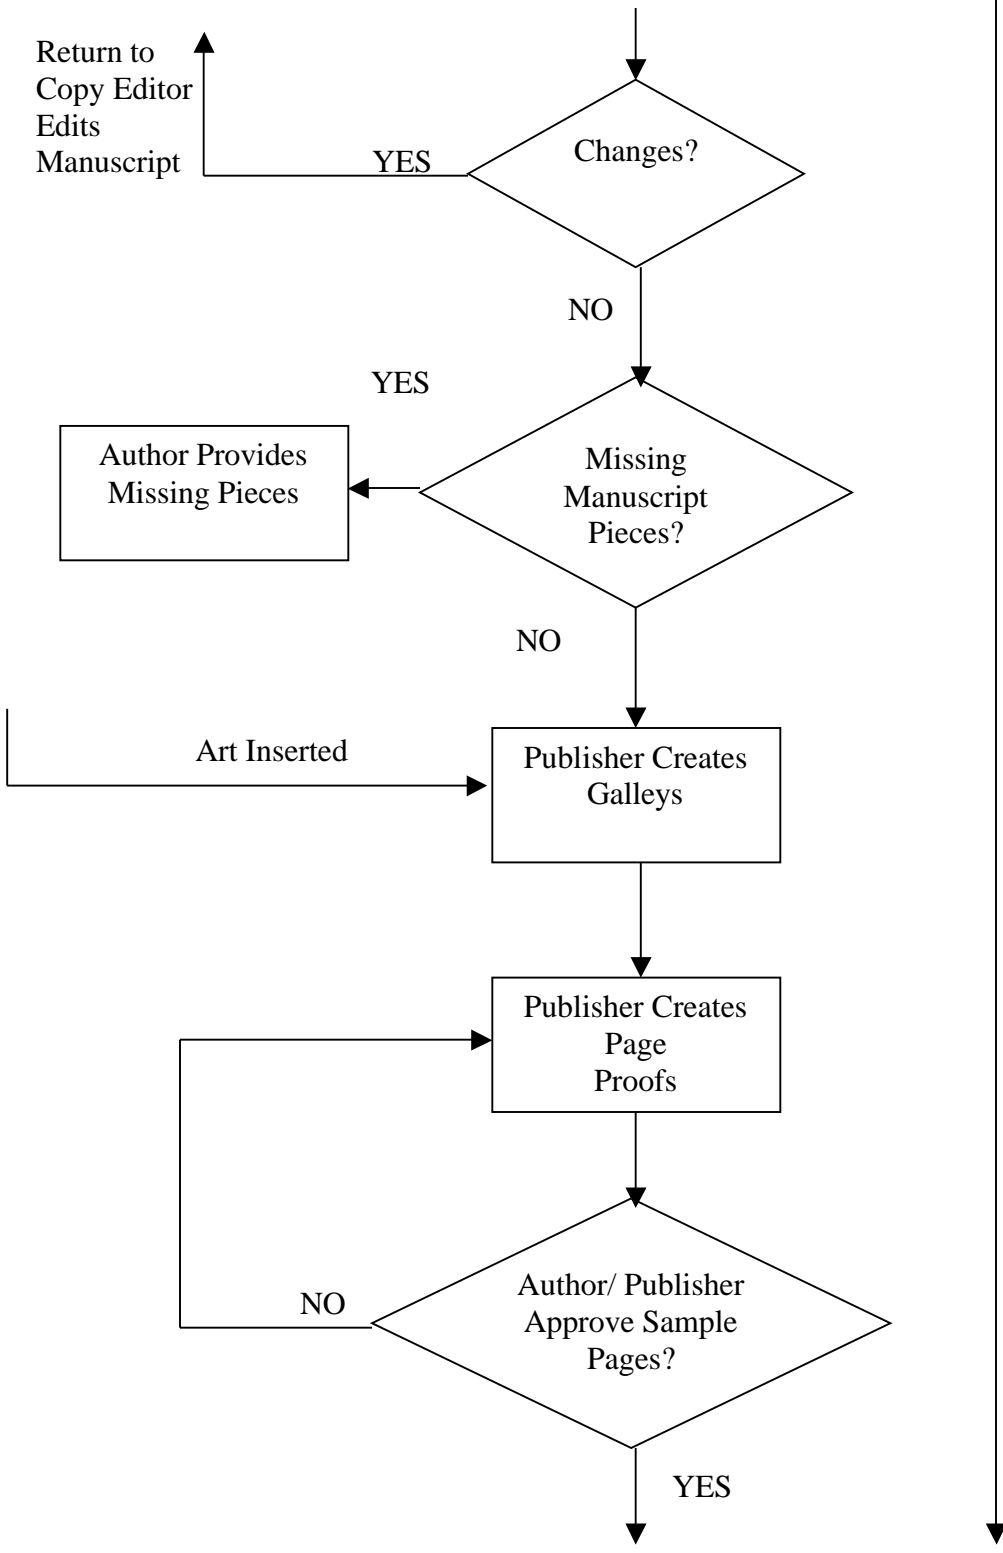 Return to
Copy Editor
Edits
Manuscript
YES
Changes?
NO
YES
Author Provides
Missing Pieces
Missing
Manuscript
Pieces?
NO
Art Inserted
Publisher Creates
Galleys
Publisher Creates
Page
Proofs
NO
Author/ Publisher
Approve Sample
Pages?
YES